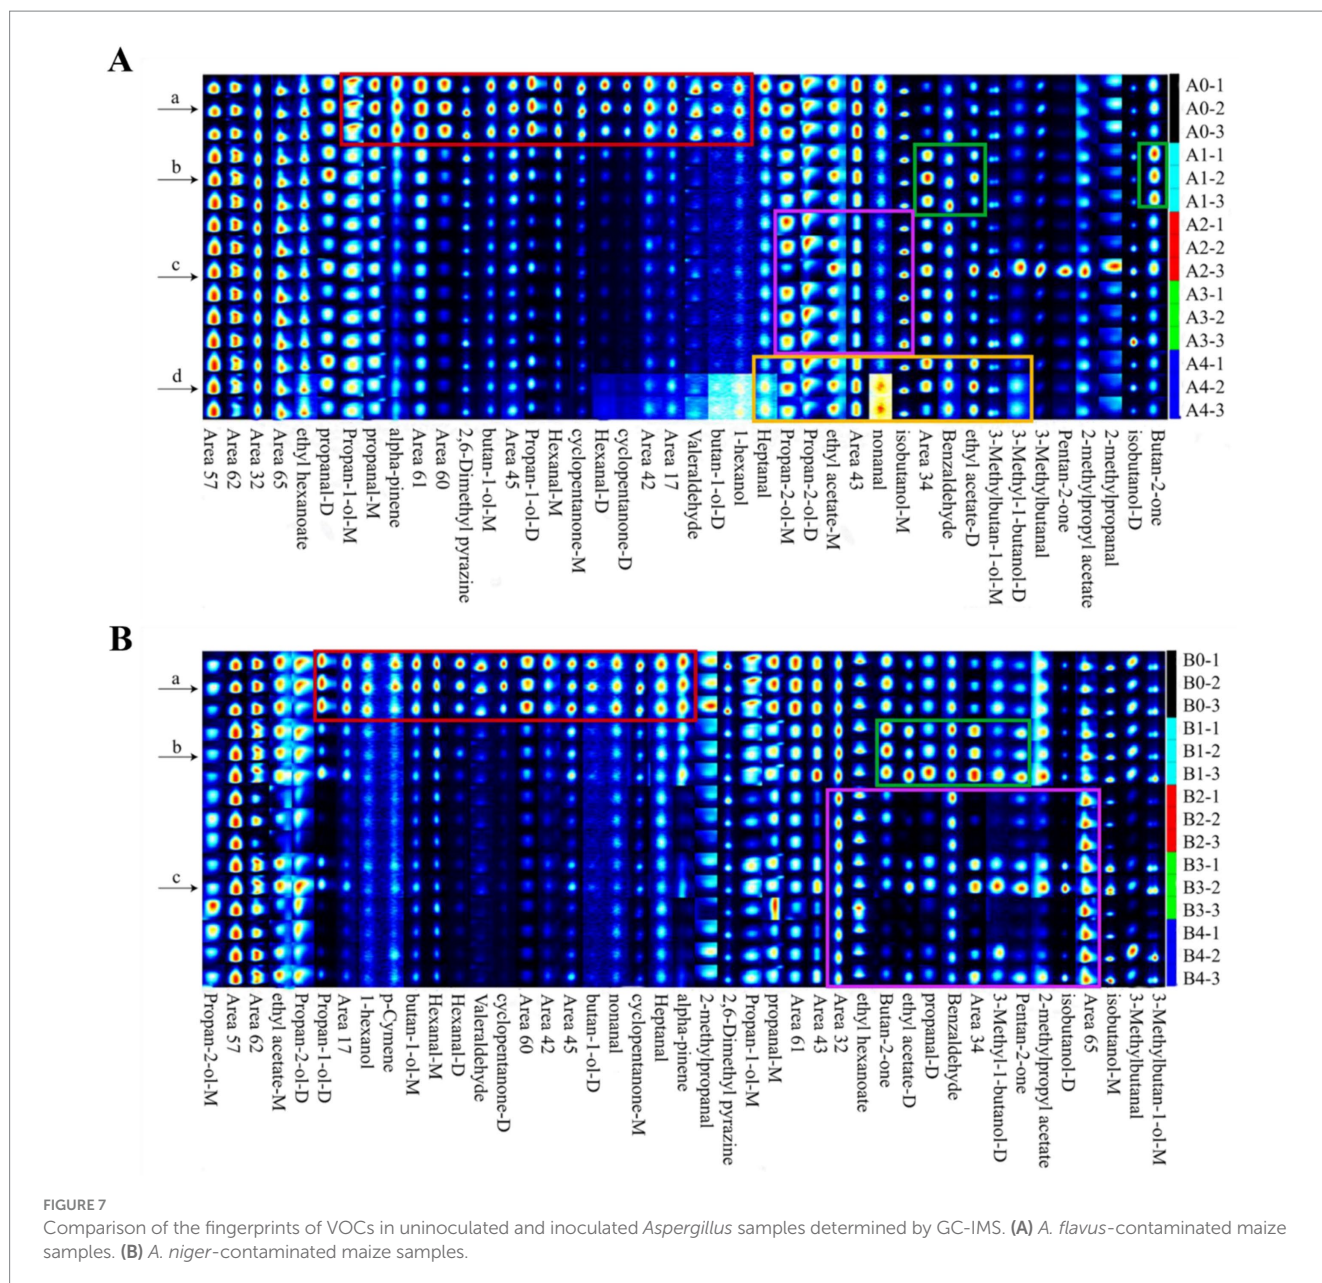 A
a
b
c
d
A0-1
A0-2
A0-3
A1-1
A1-2
A1-3
A2-1
A2-2
A2-3
A3-1
A3-2
A3-3
A4-1
A4-2
A4-3
Area 57
Area 62
Area 32
Area 65
ethyl hexanoate
propanal-D
Propan-1-ol-M
propanal-M
alpha-pinene
Area 61
Area 60
2,6-Dimethyl pyrazine
butan-1-ol-M
Area 45
Propan-1-ol-D
Hexanal-M
cyclopentanone-M
Hexanal-D
cyclopentanone-D
Area 42
Area 17
Valeraldehyde
butan-1-ol-D
1-hexanol
Heptanal
Propan-2-ol-M
Propan-2-ol-D
ethyl acetate-M
Area 43
nonanal
isobutanol-M
Area 34
Benzaldehyde
ethyl acetate-D
3-Methylbutan-1-ol-M
3-Methyl-1-butanol-D
3-Methylbutanal
Pentan-2-one
2-methylpropyl acetate
2-methylpropanal
isobutanol-D
Butan-2-one
B
a
b
c
B0-1
B0-2
B0-3
B1-1
B1-2
B1-3
B2-1
B2-2
B2-3
B3-1
B3-2
B3-3
B4-1
B4-2
B4-3
Propan-2-ol-M
Area 57
Area 62
ethyl acetate-M
Propan-2-ol-D
Propan-1-ol-D
Area 17
1-hexanol
p-Cymene
butan-1-ol-M
Hexanal-M
Hexanal-D
Valeraldehyde
cyclopentanone-D
Area 60
Area 42
Area 45
butan-1-ol-D
nonanal
cyclopentanone-M
Heptanal
alpha-pinene
2-methylpropanal
2,6-Dimethyl pyrazine
Propan-1-ol-M
propanal-M
Area 61
Area 43
Area 32
ethyl hexanoate
Butan-2-one
ethyl acetate-D
propanal-D
Benzaldehyde
Area 34
3-Methyl-1-butanol-D
Pentan-2-one
2-methylpropyl acetate
isobutanol-D
Area 65
isobutanol-M
3-Methylbutanal
3-Methylbutan-1-ol-M
FIGURE 7
Comparison of the fingerprints of VOCs in uninoculated and inoculated Aspergillus samples determined by GC-IMS. (A) A. flavus-contaminated maize
samples. (B) A. niger-contaminated maize samples.